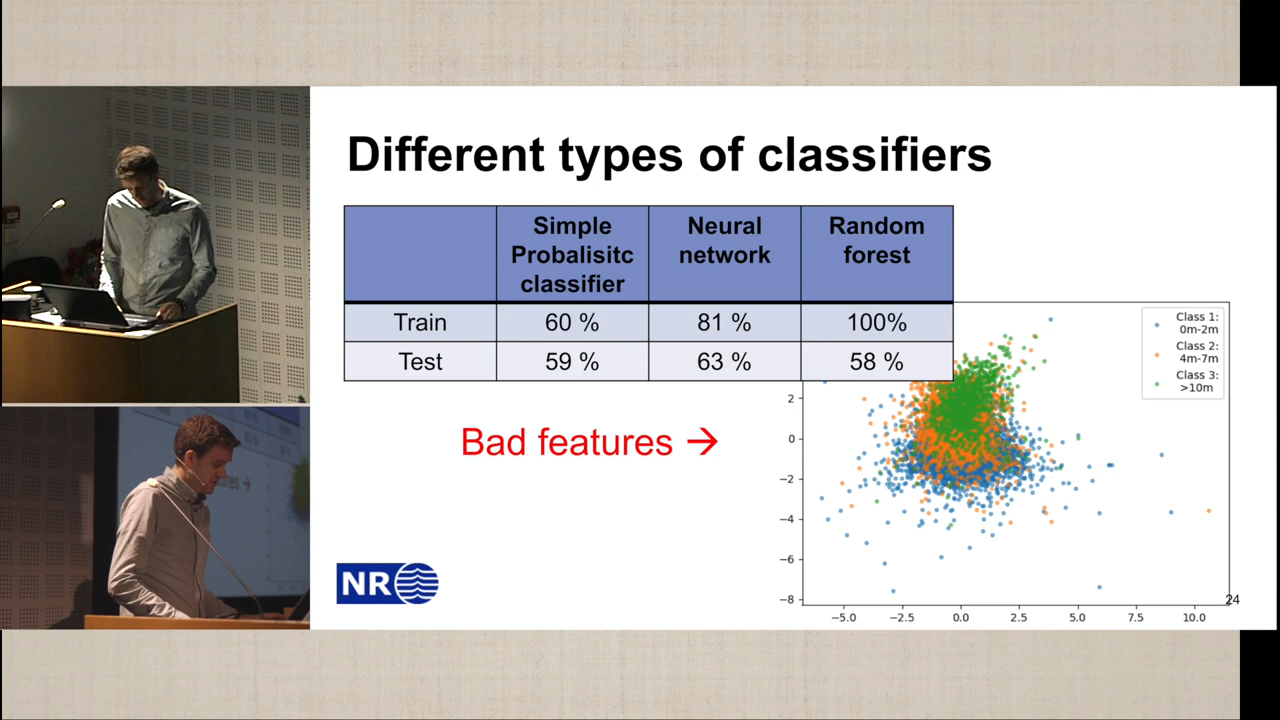 Different types of classifiers
Simple Probalisitc classifier
Neural network
Random forest
Train 60 % 81 % 100%
Test 59 % 63 % 58 %
Bad features →
Class 1:
0m-2m
Class 2:
4m-7m
Class 3:
>10m
2
0
−2
−4
−6
−8
−5.0 −2.5 0.0 2.5 5.0 7.5 10.0
24
NR